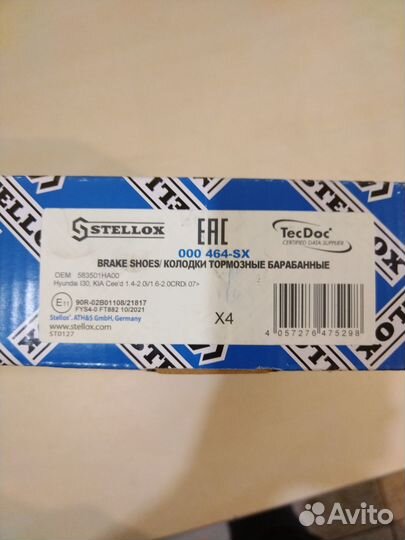 STELLOX
EAC
TecDoc
CERTIFIED DATA SUPPLIER
000 464-SX
BRAKE SHOES/ КОЛОДКИ ТОРМОЗНЫЕ БАРАБАННЫЕ
OEM: 583501HA00
Hyundai I30, KIA Cee'd 1.4-2.0/1.6-2.0CRDi 07>
E11 90R-02B01108/21817
FYS4-0 FT882 10/2021
Stellox, ATH&S GmbH, Germany
www.stellox.com
ST0127
X4
4 057276 475298
STELLOX
Avito